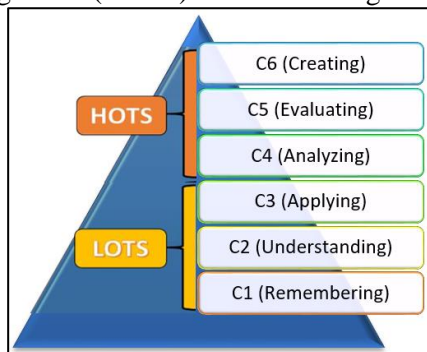 C6 (Creating)
C5 (Evaluating)
HOTS
C4 (Analyzing)
C3 (Applying)
LOTS
C2 (Understanding)
C1 (Remembering)